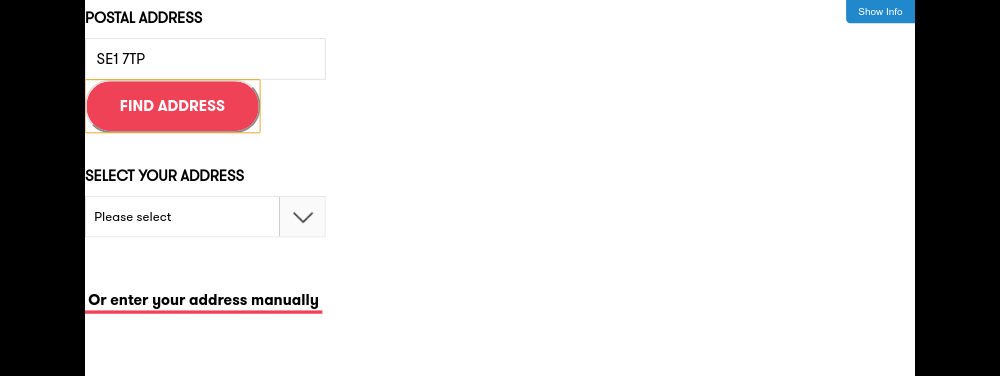 POSTAL ADDRESS
Show Info
SE1 7TP
FIND ADDRESS
SELECT YOUR ADDRESS
Please select
Or enter your address manually